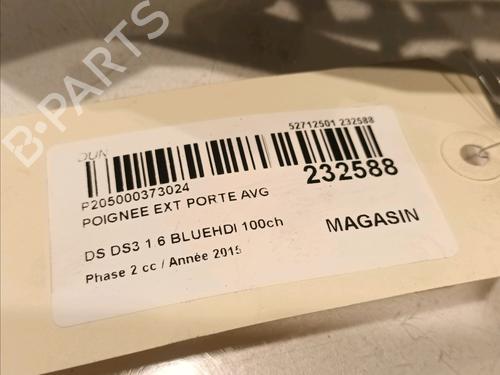 B-PARTS
52712501 232588
P205000373024
232588
POIGNEE EXT PORTE AVG
DS DS3 1 6 BLUEHDI 100ch
MAGASIN
Phase 2 cc / Année 2015